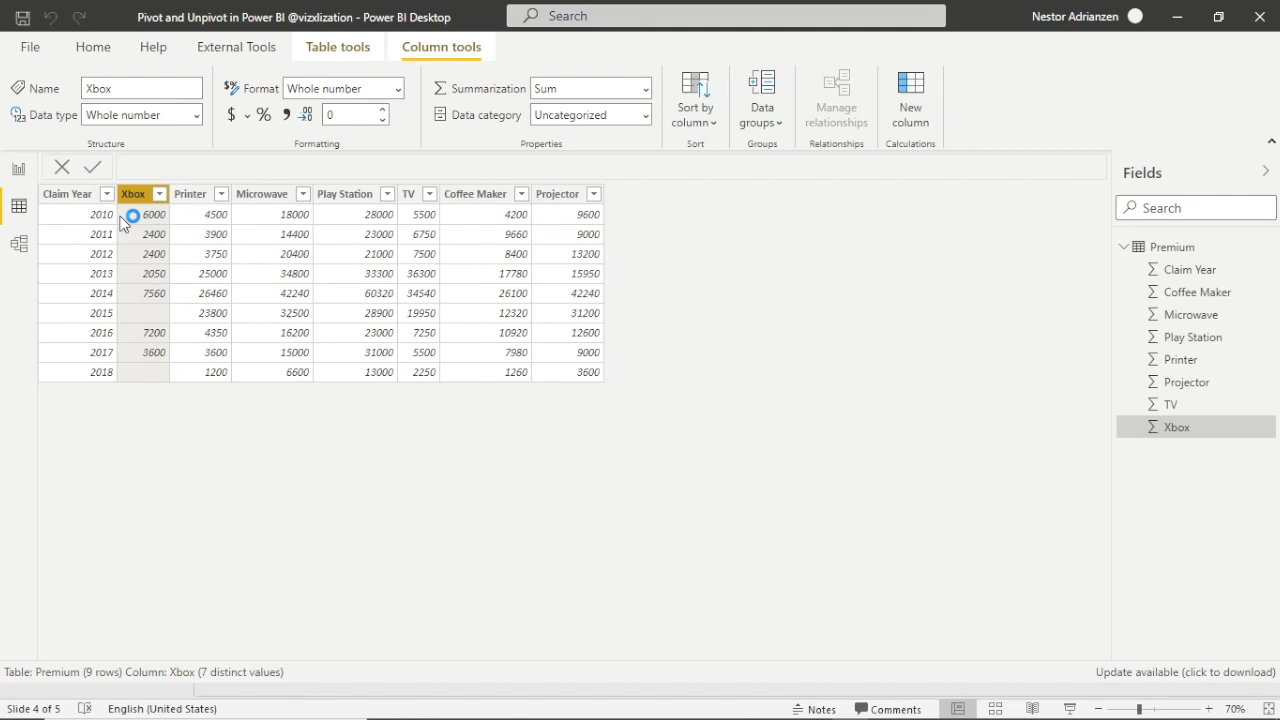 Pivot and Unpivot in Power BI @vizxlization - Power BI Desktop
Search
Nestor Adrianzen
File Home Help External Tools Table tools Column tools
Name Xbox
Format Whole number
Summarization Sum
Data type Whole number
$ % 0
Data category Uncategorized
Sort by column
Data groups
Manage relationships
New column
Structure Formatting Properties Sort Groups Relationships Calculations
Claim Year Xbox Printer Microwave Play Station TV Coffee Maker Projector
2010 6000 4500 18000 28000 5500 4200 9600
2011 2400 3900 14400 23000 6750 9660 9000
2012 2400 3750 20400 21000 7500 8400 13200
2013 2050 25000 34800 33300 36300 17780 15950
2014 7560 26460 42240 60320 34540 26100 42240
2015 23800 32500 28900 19950 12320 31200
2016 7200 4350 16200 23000 7250 10920 12600
2017 3600 3600 15000 31000 5500 7980 9000
2018 1200 6600 13000 2250 1260 3600
Fields
Search
Premium
Claim Year
Coffee Maker
Microwave
Play Station
Printer
Projector
TV
Xbox
Table: Premium (9 rows) Column: Xbox (7 distinct values)
Update available (click to download)
Slide 4 of 5 English (United States) Notes Comments 70%